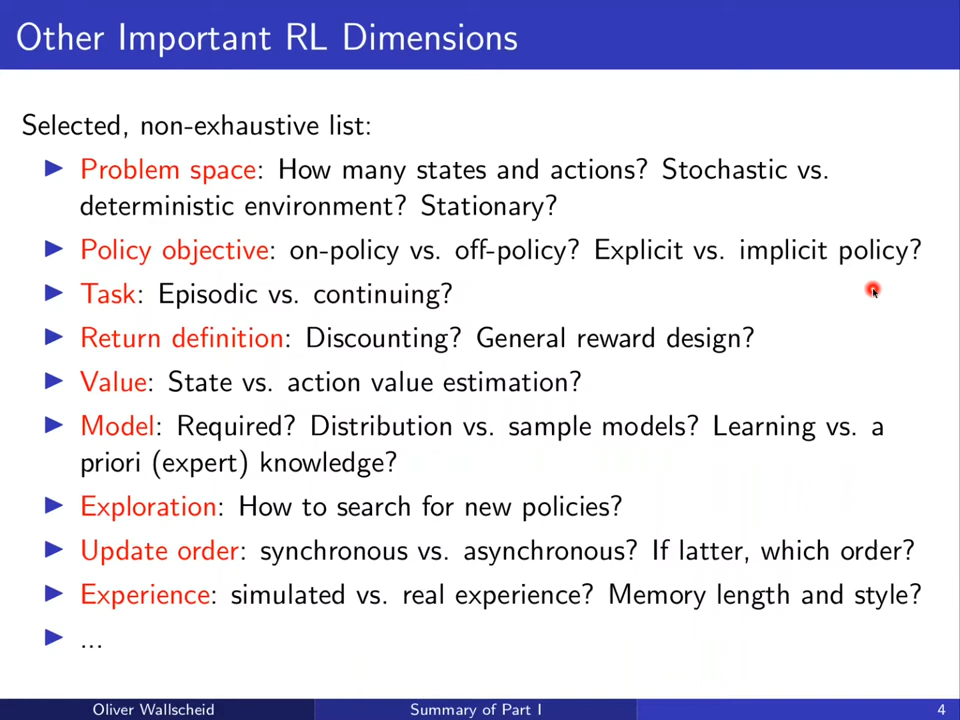 Other Important RL Dimensions
Selected, non-exhaustive list:
Problem space: How many states and actions? Stochastic vs.
deterministic environment? Stationary?
Policy objective: on-policy vs. off-policy? Explicit vs. implicit policy?
Task: Episodic vs. continuing?
Return definition: Discounting? General reward design?
Value: State vs. action value estimation?
Model: Required? Distribution vs. sample models? Learning vs. a
priori (expert) knowledge?
Exploration: How to search for new policies?
Update order: synchronous vs. asynchronous? If latter, which order?
Experience: simulated vs. real experience? Memory length and style?
...
Oliver Wallscheid Summary of Part I 4